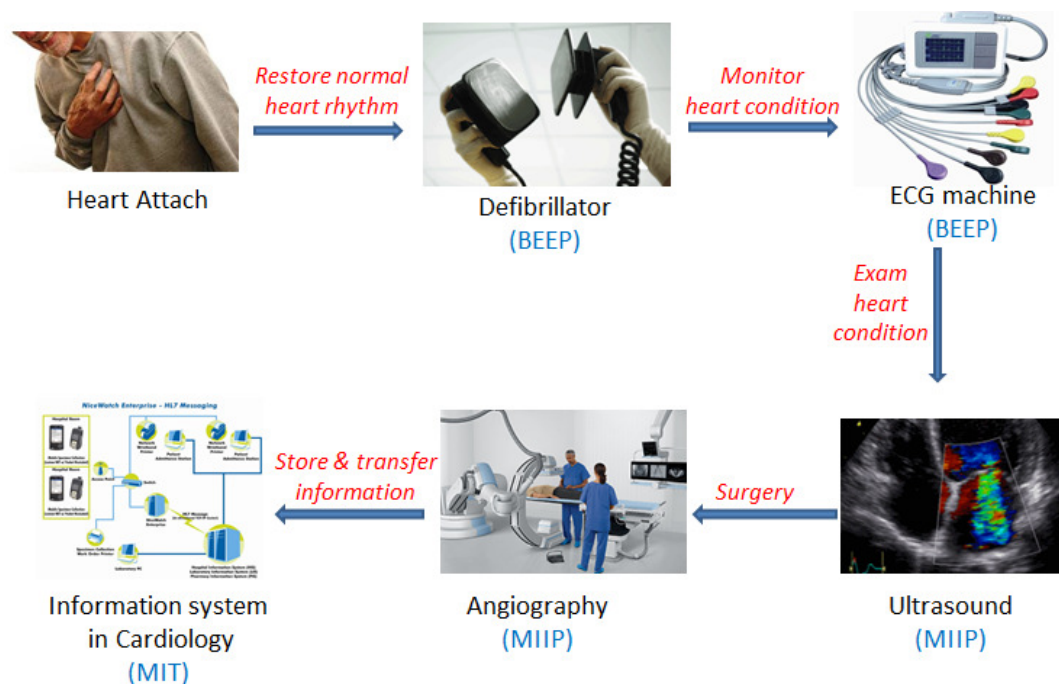 Restore normal
heart rhythm
Monitor
heart condition
Heart Attach
Defibrillator
(BEEP)
ECG machine
(BEEP)
Exam
heart
condition
NiceWatch Enterprise – HL7 Messaging
Store & transfer
information
Surgery
Information system
in Cardiology
(MIT)
Angiography
(MIIP)
Ultrasound
(MIIP)